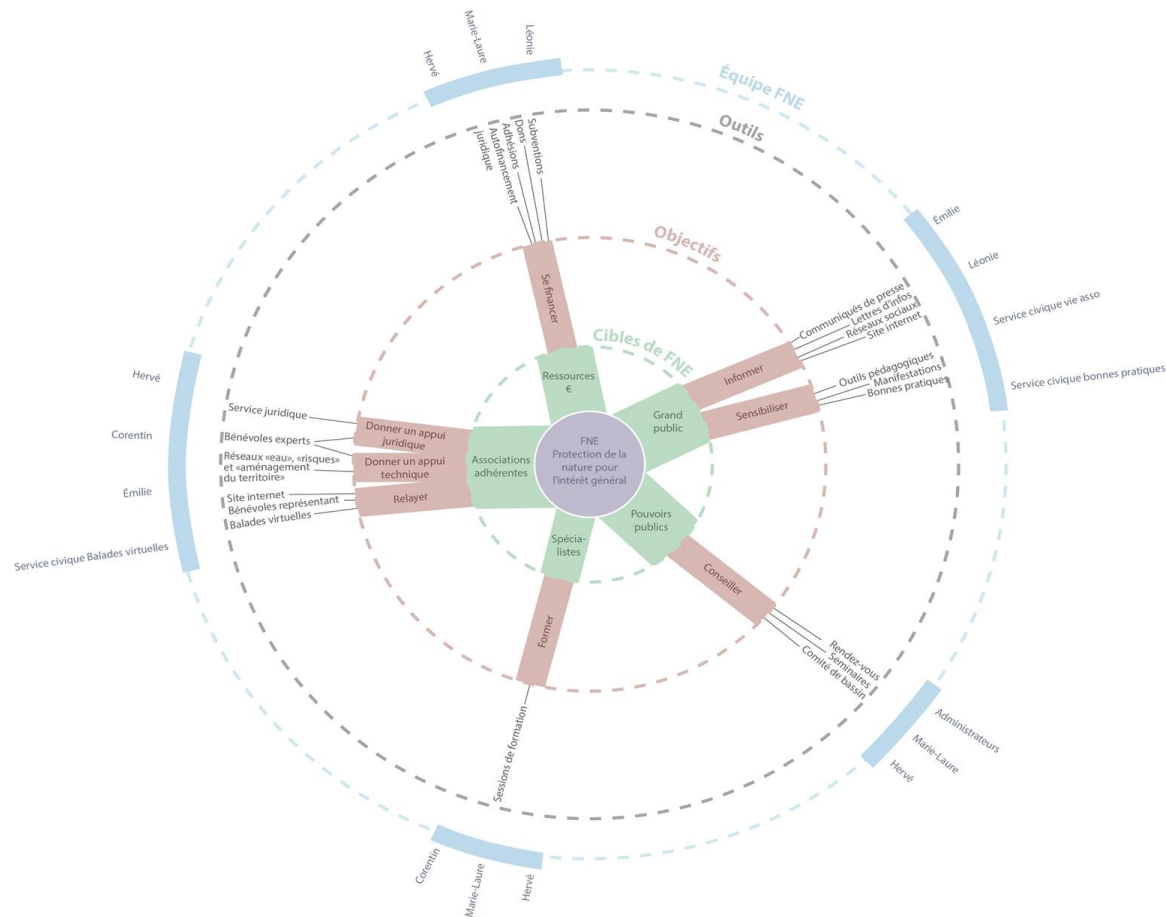 Équipe FNE
Outils
Objectifs
Cibles de FNE
FNE
Protection de la
nature pour
l'intérêt général
Ressources
€
Se financer
Subventions
Dons
Adhésions
Autofinancement
juridique
Hervé
Marie-Laure
Léonie
Grand
public
Informer
Communiqués de presse
Lettres d'infos
Réseaux sociaux
Site internet
Sensibiliser
Outils pédagogiques
Manifestations
Bonnes pratiques
Émilie
Léonie
Service civique vie asso
Service civique bonnes pratiques
Pouvoirs
publics
Conseiller
Rendez-vous
Seminaires
Comité de bassin
Administrateurs
Marie-Laure
Hervé
Spécia-
listes
Former
Sessions de formation
Corentin
Marie-Laure
Hervé
Associations
adhérentes
Donner un appui
juridique
Donner un appui
technique
Relayer
Service juridique
Bénévoles experts
Réseaux «eau», «risques»
et «aménagement
du territoire»
Site internet
Bénévoles représentant
Balades virtuelles
Hervé
Corentin
Émilie
Service civique Balades virtuelles